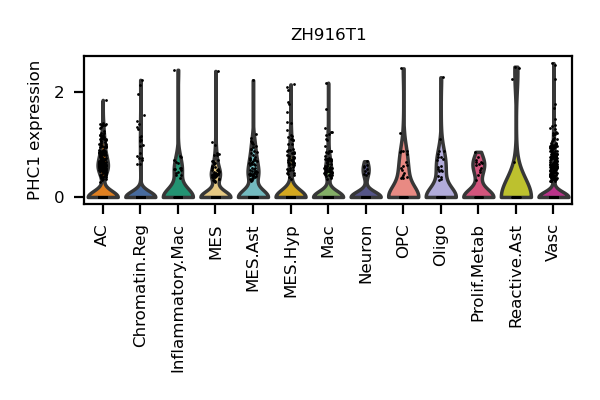 ZH916T1
PHC1 expression
2
0
AC
Chromatin.Reg
Inflammatory.Mac
MES
MES.Ast
MES.Hyp
Mac
Neuron
OPC
Oligo
Prolif.Metab
Reactive.Ast
Vasc